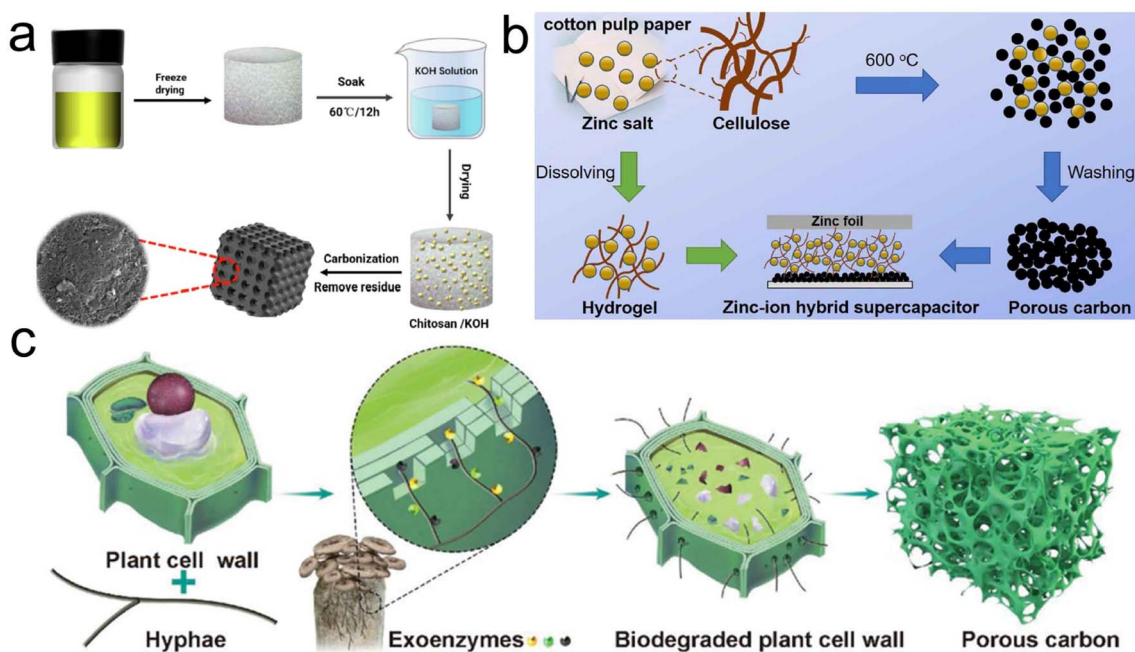 a
Freeze
drying
Soak
60℃/12h
KOH Solution
Drying
Carbonization
Remove residue
Chitosan /KOH
b
cotton pulp paper
600 °C
Zinc salt
Cellulose
Dissolving
Washing
Zinc foil
Hydrogel
Zinc-ion hybrid supercapacitor
Porous carbon
c
Plant cell wall
+
Hyphae
Exoenzymes
Biodegraded plant cell wall
Porous carbon